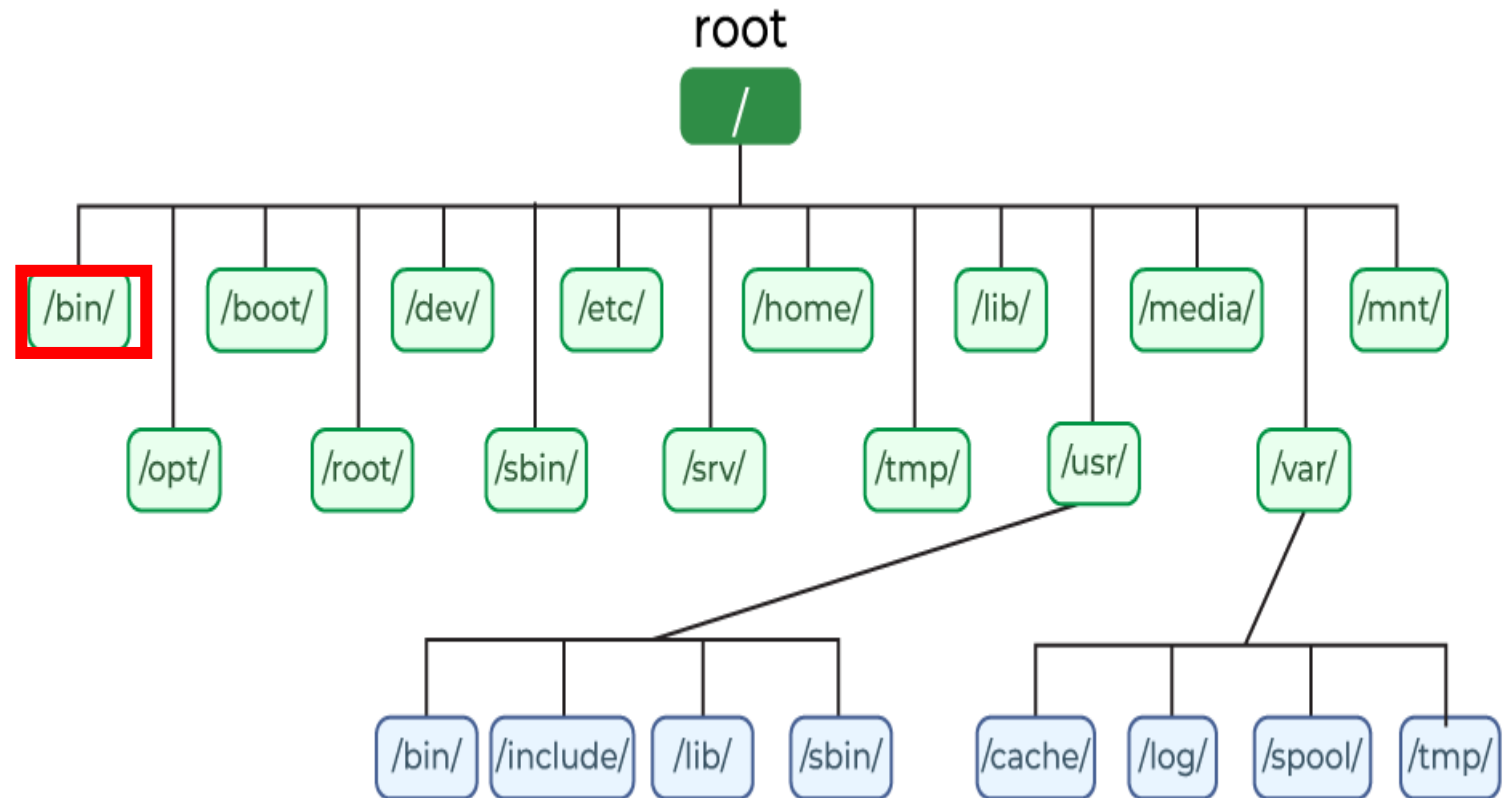 root
/
/bin/
/boot/
/dev/
/etc/
/home/
/lib/
/media/
/mnt/
/opt/
/root/
/sbin/
/srv/
/tmp/
/usr/
/var/
/bin/
/include/
/lib/
/sbin/
/cache/
/log/
/spool/
/tmp/